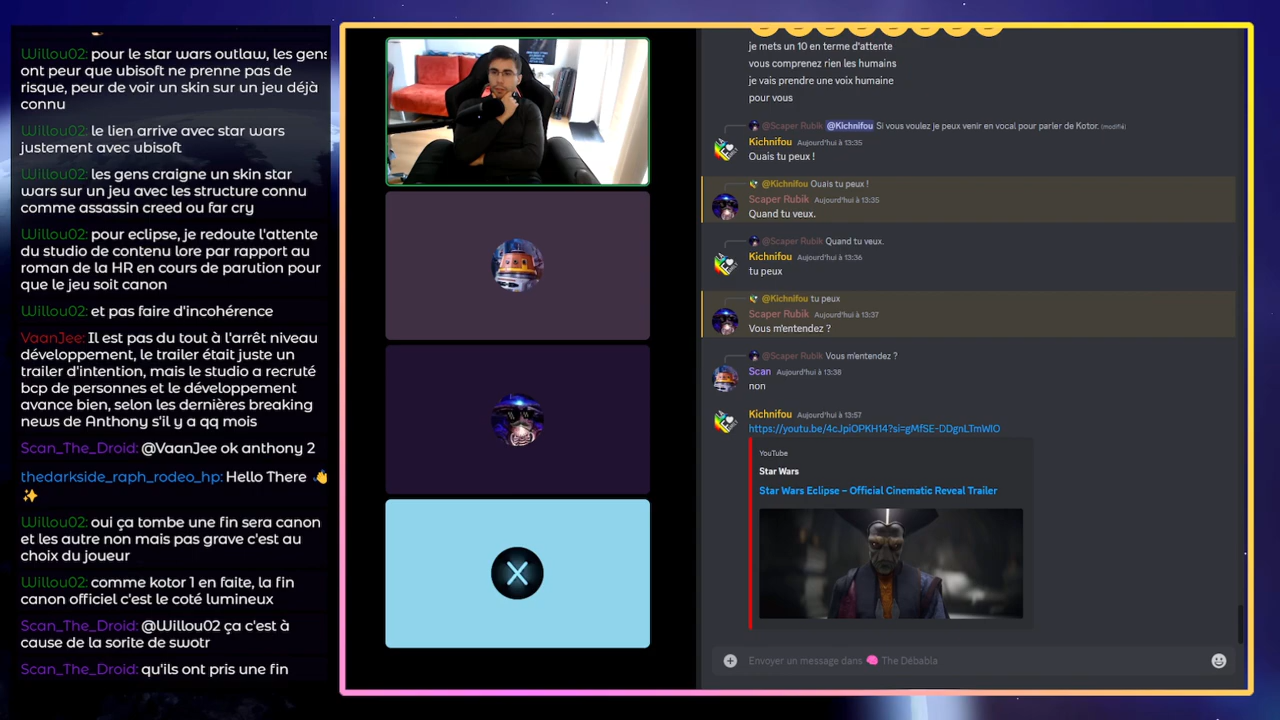 Willou02: pour le star wars outlaw, les gens
ont peur que ubisoft ne prenne pas de
risque, peur de voir un skin sur un jeu déjà
connu
Willou02: le lien arrive avec star wars
justement avec ubisoft
Willou02: les gens craigne un skin star
wars sur un jeu avec les structure connu
comme assassin creed ou far cry
Willou02: pour eclipse, je redoute l'attente
du studio de comment vivre par rapport au
roman de la HR en cours de parution pour
que le jeu soit canon
Willou02: et pas faire d'incohérence
VaanJee: Il est pas du tout à l'arrêt niveau
développement, le trailer était juste un
trailer d'intention, mais le studio a recruté
bcp de personnes et le développement
avance bien, selon les dernières breaking
news de Anthony s'il y a qq mois
Scan_The_Droid: @VaanJee ok anthony 2
thedarkside_raph_rodeo_hp: Hello There 👋
✨
Willou02: oui ça tombe une fin sera canon
et les autre non mais pas grave c'est au
choix du joueur
Willou02: comme kotor 1 en faite, la fin
canon officiel c'est le coté lumineux
Scan_The_Droid: @Willou02 ça c'est à
cause de la sorite de swotr
Scan_The_Droid: qu'ils ont pris une fin
je mets un 10 en terme d'attente
vous comprenez rien les humains
je vais prendre une voix humaine
pour vous
@Scaper Rubik @Kichnifou Si vous voulez je peux venir en vocal pour parler de Kotor. (modifié)
Kichnifou Aujourd'hui à 13:35
Ouais tu peux !
@Kichnifou Ouais tu peux !
Scaper Rubik Aujourd'hui à 13:35
Quand tu veux.
@Scaper Rubik Quand tu veux.
Kichnifou Aujourd'hui à 13:36
tu peux
@Kichnifou tu peux
Scaper Rubik Aujourd'hui à 13:37
Vous m'entendez ?
@Scaper Rubik Vous m'entendez ?
Scan Aujourd'hui à 13:38
non
Kichnifou Aujourd'hui à 13:57
https://youtu.be/4cJpiOPKH14?si=gMfSE-DDgnLTmWlO
YouTube
Star Wars
Star Wars Eclipse – Official Cinematic Reveal Trailer
Envoyer un message dans 🧠 The Débabla